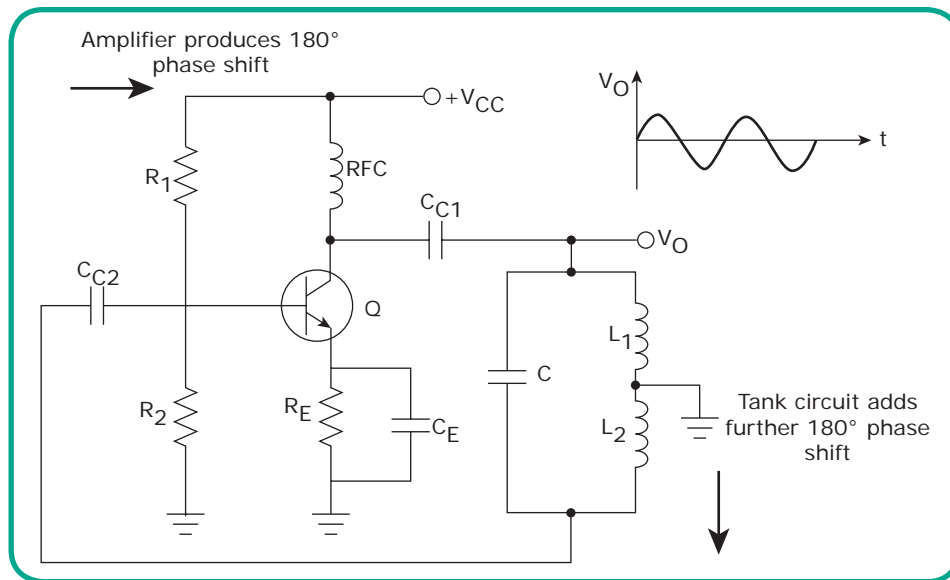 Amplifier produces 180°
phase shift
+VCC
VO
t
R1
RFC
CC1
VO
CC2
Q
L1
C
R2
RE
CE
L2
Tank circuit adds
further 180° phase
shift